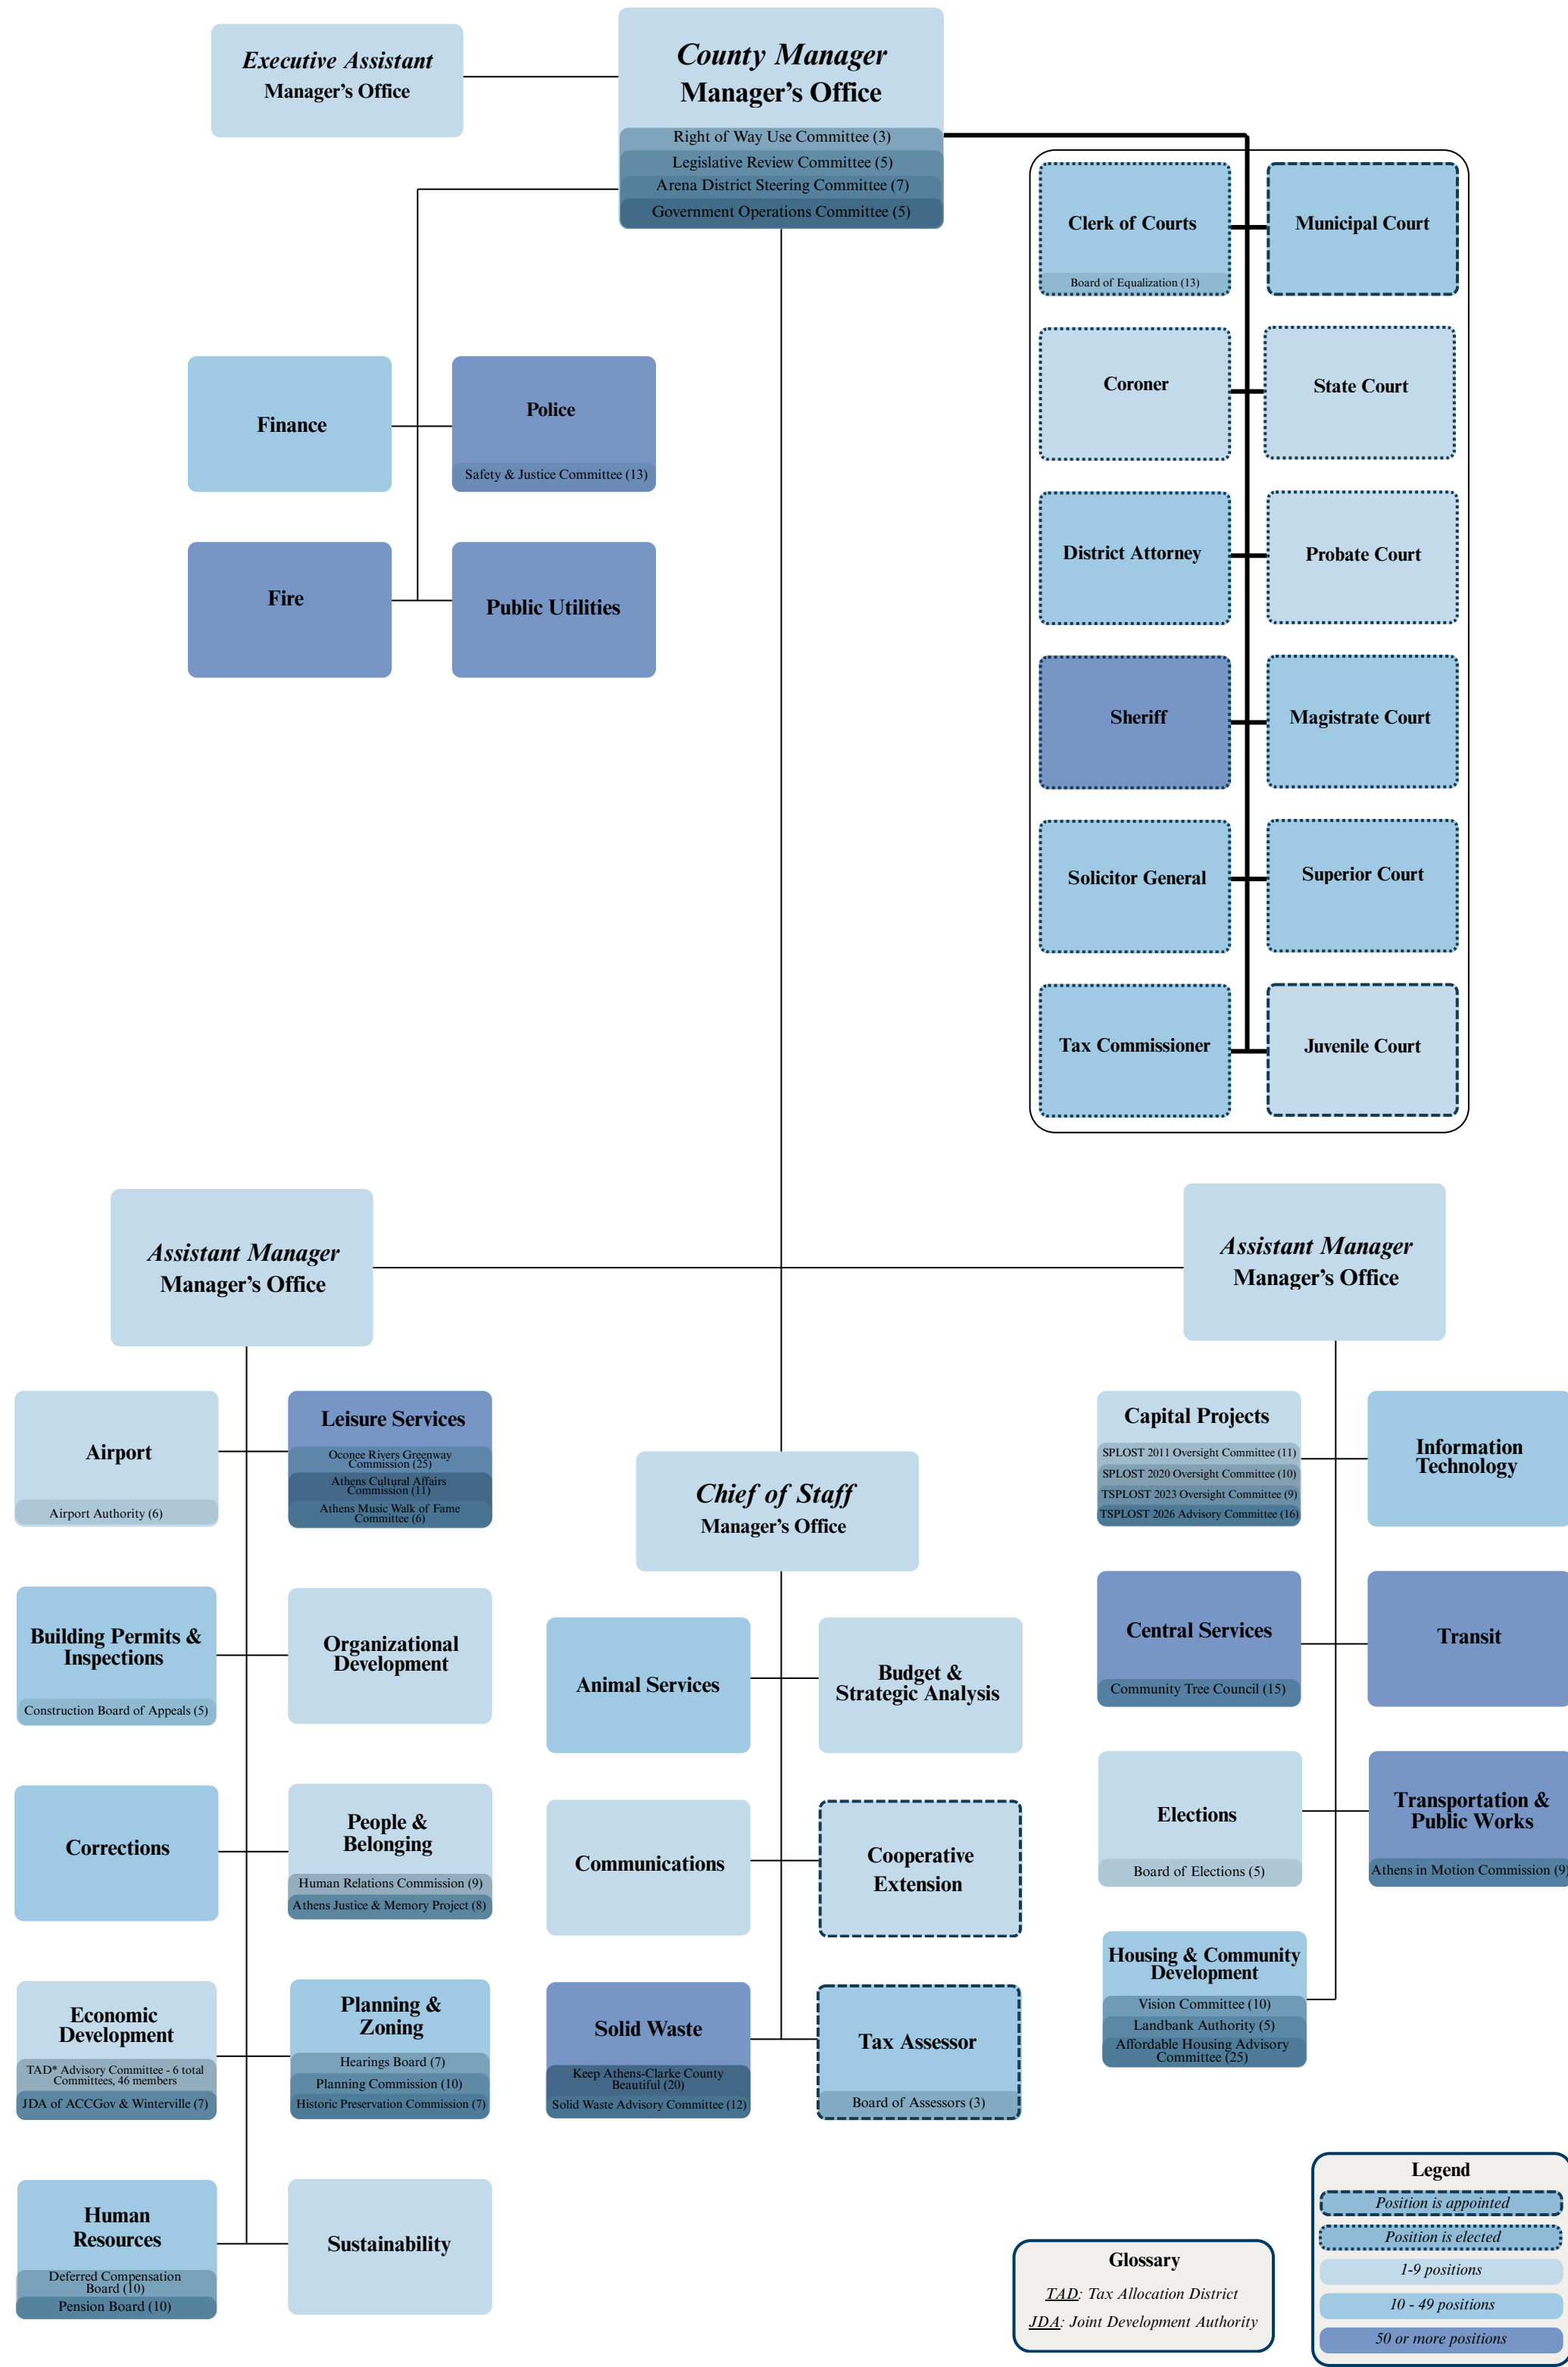 Executive Assistant
Manager’s Office
County Manager
Manager’s Office
Right of Way Use Committee (3)
Legislative Review Committee (5)
Arena District Steering Committee (7)
Government Operations Committee (5)
Clerk of Courts
Board of Equalization (13)
Municipal Court
Coroner
State Court
District Attorney
Probate Court
Sheriff
Magistrate Court
Solicitor General
Superior Court
Tax Commissioner
Juvenile Court
Finance
Police
Safety & Justice Committee (13)
Fire
Public Utilities
Assistant Manager
Manager’s Office
Assistant Manager
Manager’s Office
Airport
Airport Authority (6)
Leisure Services
Oconee Rivers Greenway
Commission (25)
Athens Cultural Affairs
Commission (11)
Athens Music Walk of Fame
Committee (6)
Building Permits &
Inspections
Construction Board of Appeals (5)
Organizational
Development
Corrections
People &
Belonging
Human Relations Commission (9)
Athens Justice & Memory Project (8)
Economic
Development
TAD* Advisory Committee - 6 total
Committees, 46 members
JDA of ACCGov & Winterville (7)
Planning &
Zoning
Hearings Board (7)
Planning Commission (10)
Historic Preservation Commission (7)
Human
Resources
Deferred Compensation
Board (10)
Pension Board (10)
Sustainability
Chief of Staff
Manager’s Office
Animal Services
Budget &
Strategic Analysis
Communications
Cooperative
Extension
Solid Waste
Keep Athens-Clarke County
Beautiful (20)
Solid Waste Advisory Committee (12)
Tax Assessor
Board of Assessors (3)
Capital Projects
SPLOST 2011 Oversight Committee (11)
SPLOST 2020 Oversight Committee (10)
TSPLOST 2023 Oversight Committee (9)
TSPLOST 2026 Advisory Committee (16)
Information
Technology
Central Services
Community Tree Council (15)
Transit
Elections
Board of Elections (5)
Transportation &
Public Works
Athens in Motion Commission (9)
Housing & Community
Development
Vision Committee (10)
Landbank Authority (5)
Affordable Housing Advisory
Committee (25)
Glossary
TAD: Tax Allocation District
JDA: Joint Development Authority
Legend
Position is appointed
Position is elected
1-9 positions
10 - 49 positions
50 or more positions